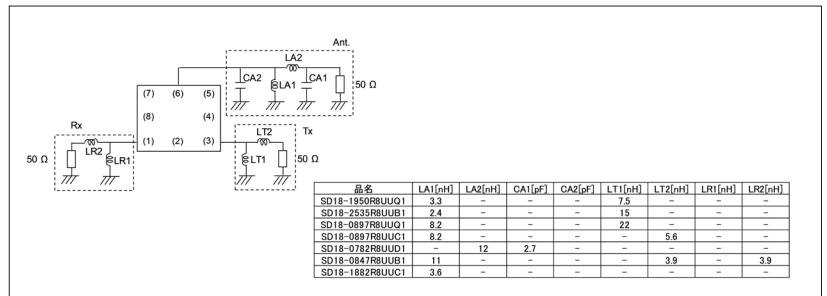 Ant.
LA2
CA2
LA1
CA1
50 Ω
(7) (6) (5)
(8) (4)
(1) (2) (3)
Rx
LR2
LR1
50 Ω
Tx
LT2
LT1
50 Ω
品名 LA1[nH] LA2[nH] CA1[pF] CA2[pF] LT1[nH] LT2[nH] LR1[nH] LR2[nH]
SD18-1950R8UUQ1 3.3 - - - 7.5 - - -
SD18-2535R8UUB1 2.4 - - - 15 - - -
SD18-0897R8UUQ1 8.2 - - - 22 - - -
SD18-0897R8UUC1 8.2 - - - - 5.6 - -
SD18-0782R8UUD1 - 12 2.7 - - - - -
SD18-0847R8UUB1 11 - - - - 3.9 - 3.9
SD18-1882R8UUC1 3.6 - - - - - - -